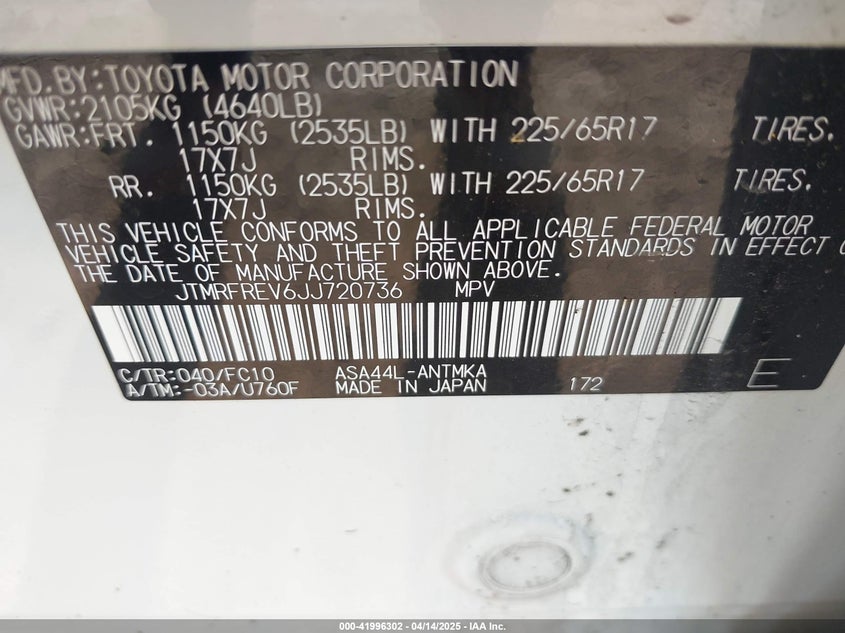 MFD. BY: TOYOTA MOTOR CORPORATION
GVWR: 2105KG (4640LB)
GAWR: FRT. 1150KG (2535LB) WITH 225/65R17 TIRES.
17X7J RIMS.
RR. 1150KG (2535LB) WITH 225/65R17 TIRES.
17X7J RIMS.
THIS VEHICLE CONFORMS TO ALL APPLICABLE FEDERAL MOTOR
VEHICLE SAFETY AND THEFT PREVENTION STANDARDS IN EFFECT
THE DATE OF MANUFACTURE SHOWN ABOVE.
JTMRFREV6JJ720736 MPV
C/TR: 040/FC10 ASA44L-ANTMKA
A/TM: -03A/U760F MADE IN JAPAN 172 E
000-41996302 - 04/14/2025 - IAA Inc.